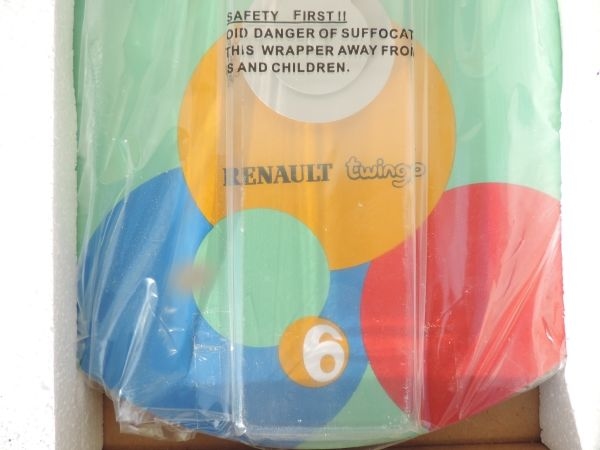 SAFETY FIRST!!
OID DANGER OF SUFFOCAT
THIS WRAPPER AWAY FROM
S AND CHILDREN.
RENAULT twingo
6